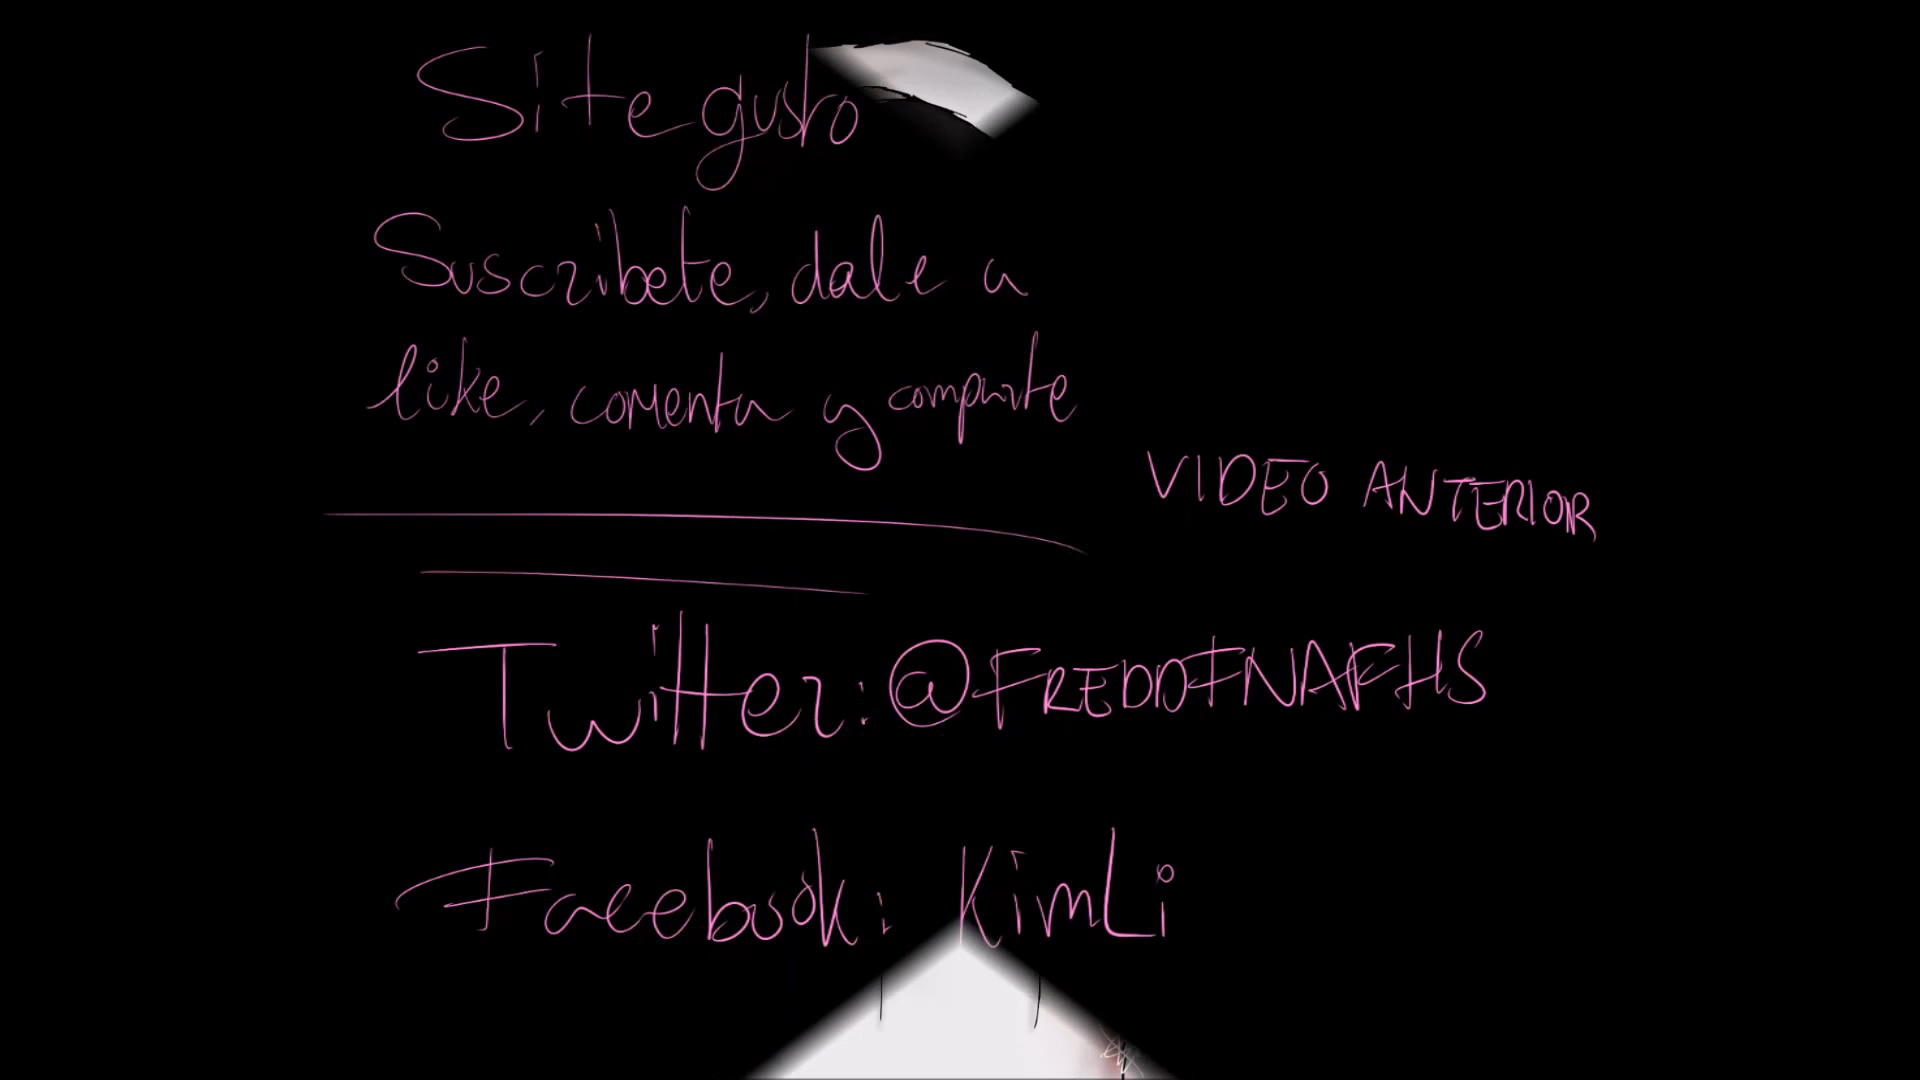 Si te gusto
Suscribete, dale a
like, comenta y comparte
VIDEO ANTERIOR
Twitter: @FREDDFNAFHS
Facebook: KimLi